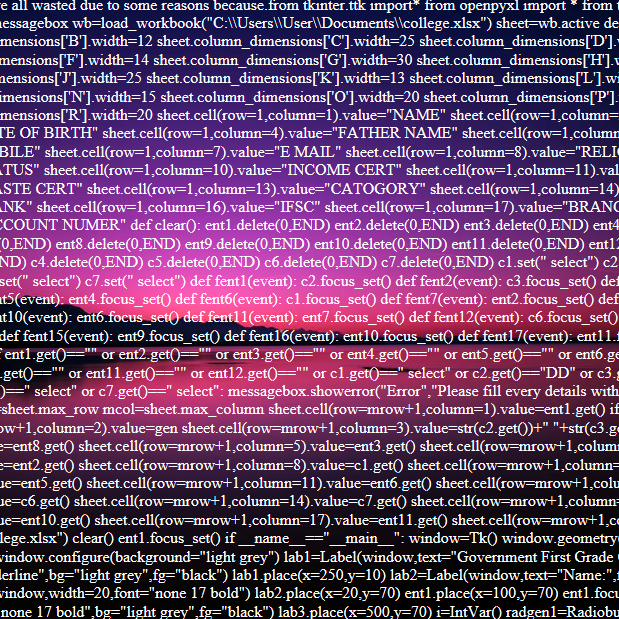 ve all wasted due to some reasons because.from tkinter.ttk import* from openpyxl import * from t
nessagebox wb=load_workbook("C:\\Users\\User\\Documents\\college.xlsx") sheet=wb.active de
imensions['B'].width=12 sheet.column_dimensions['C'].width=25 sheet.column_dimensions['D'].
imensions['F'].width=14 sheet.column_dimensions['G'].width=30 sheet.column_dimensions['H'].w
mensions['J'].width=25 sheet.column_dimensions['K'].width=13 sheet.column_dimensions['L'].wi
imensions['N'].width=15 sheet.column_dimensions['O'].width=20 sheet.column_dimensions['P'].
mensions['R'].width=20 sheet.cell(row=1,column=1).value="NAME" sheet.cell(row=1,column=
TE OF BIRTH" sheet.cell(row=1,column=4).value="FATHER NAME" sheet.cell(row=1,colum
BILE" sheet.cell(row=1,column=7).value="E MAIL" sheet.cell(row=1,column=8).value="RELI
ATUS" sheet.cell(row=1,column=10).value="INCOME CERT" sheet.cell(row=1,column=11).va
ASTE CERT" sheet.cell(row=1,column=13).value="CATOGORY" sheet.cell(row=1,column=14)
ANK" sheet.cell(row=1,column=16).value="IFSC" sheet.cell(row=1,column=17).value="BRANC
CCOUNT NUMER" def clear(): ent1.delete(0,END) ent2.delete(0,END) ent3.delete(0,END) ent4
(0,END) ent8.delete(0,END) ent9.delete(0,END) ent10.delete(0,END) ent11.delete(0,END) ent12
ND) c4.delete(0,END) c5.delete(0,END) c6.delete(0,END) c7.delete(0,END) c1.set(" select") c2
set(" select") c7.set(" select") def fent1(event): c2.focus_set() def fent2(event): c3.focus_set() def
nt5(event): ent4.focus_set() def fent6(event): c1.focus_set() def fent7(event): ent2.focus_set() def
nt10(event): ent6.focus_set() def fent11(event): ent7.focus_set() def fent12(event): c6.focus_set()
def fent15(event): ent9.focus_set() def fent16(event): ent10.focus_set() def fent17(event): ent11.f
f ent1.get()=="" or ent2.get()=="" or ent3.get()=="" or ent4.get()=="" or ent5.get()=="" or ent6.ge
.get()=="" or ent11.get()=="" or ent12.get()=="" or c1.get()==" select" or c2.get()=="DD" or c3.g
()==" select" or c7.get()==" select": messagebox.showerror("Error","Please fill every details with
=sheet.max_row mcol=sheet.max_column sheet.cell(row=mrow+1,column=1).value=ent1.get() if
ow+1,column=2).value=gen sheet.cell(row=mrow+1,column=3).value=str(c2.get())+" "+str(c3.g
e=ent8.get() sheet.cell(row=mrow+1,column=5).value=ent3.get() sheet.cell(row=mrow+1,colum
e=ent2.get() sheet.cell(row=mrow+1,column=8).value=c1.get() sheet.cell(row=mrow+1,column=
ue=ent5.get() sheet.cell(row=mrow+1,column=11).value=ent6.get() sheet.cell(row=mrow+1,colu
ue=c6.get() sheet.cell(row=mrow+1,column=14).value=c7.get() sheet.cell(row=mrow+1,column=
ue=ent10.get() sheet.cell(row=mrow+1,column=17).value=ent11.get() sheet.cell(row=mrow+1,co
llege.xlsx") clear() ent1.focus_set() if __name__=="__main__": window=Tk() window.geometry
window.configure(background="light grey") lab1=Label(window,text="Government First Grade 
derline",bg="light grey",fg="black") lab1.place(x=250,y=10) lab2=Label(window,text="Name:",f
window,width=20,font="none 17 bold") lab2.place(x=20,y=70) ent1.place(x=100,y=70) ent1.focu
"none 17 bold",bg="light grey",fg="black") lab3.place(x=500,y=70) i=IntVar() radgen1=Radiobu